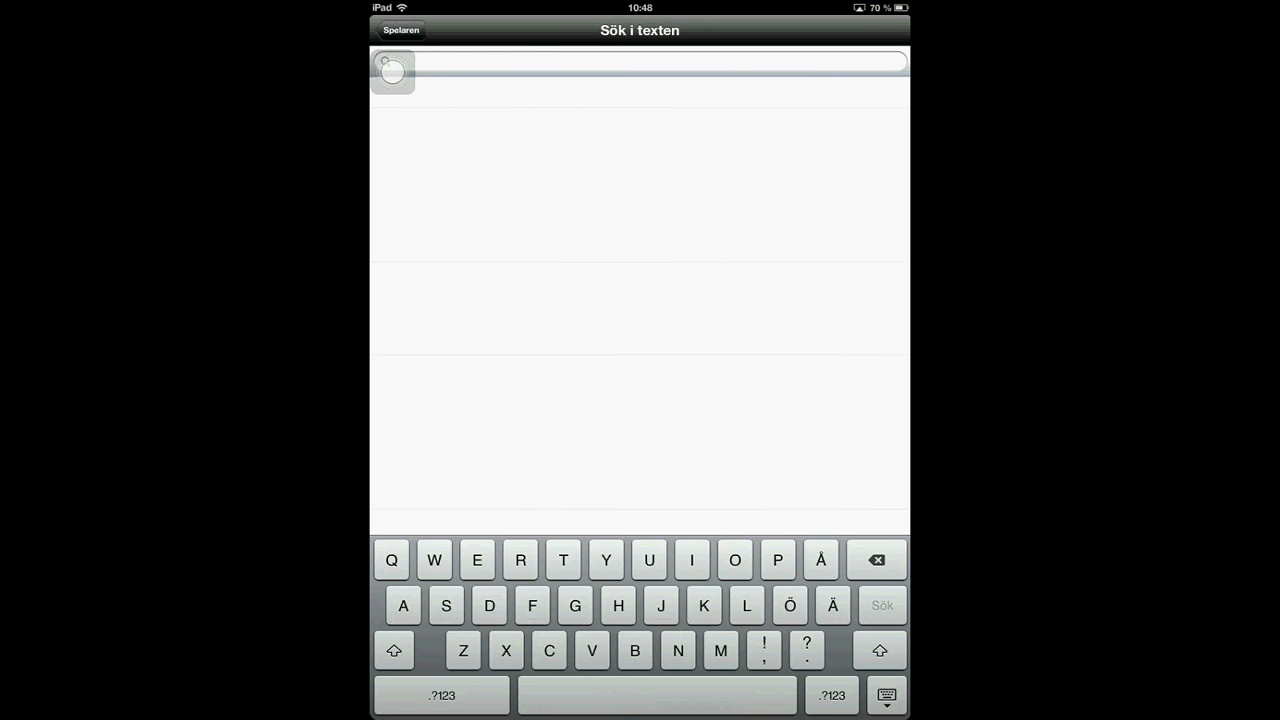 iPad 10:48 70 %
Spelaren Sök i texten
Q W E R T Y U I O P Å
A S D F G H J K L Ö Ä Sök
Z X C V B N M ! , ? .
.?123 .?123